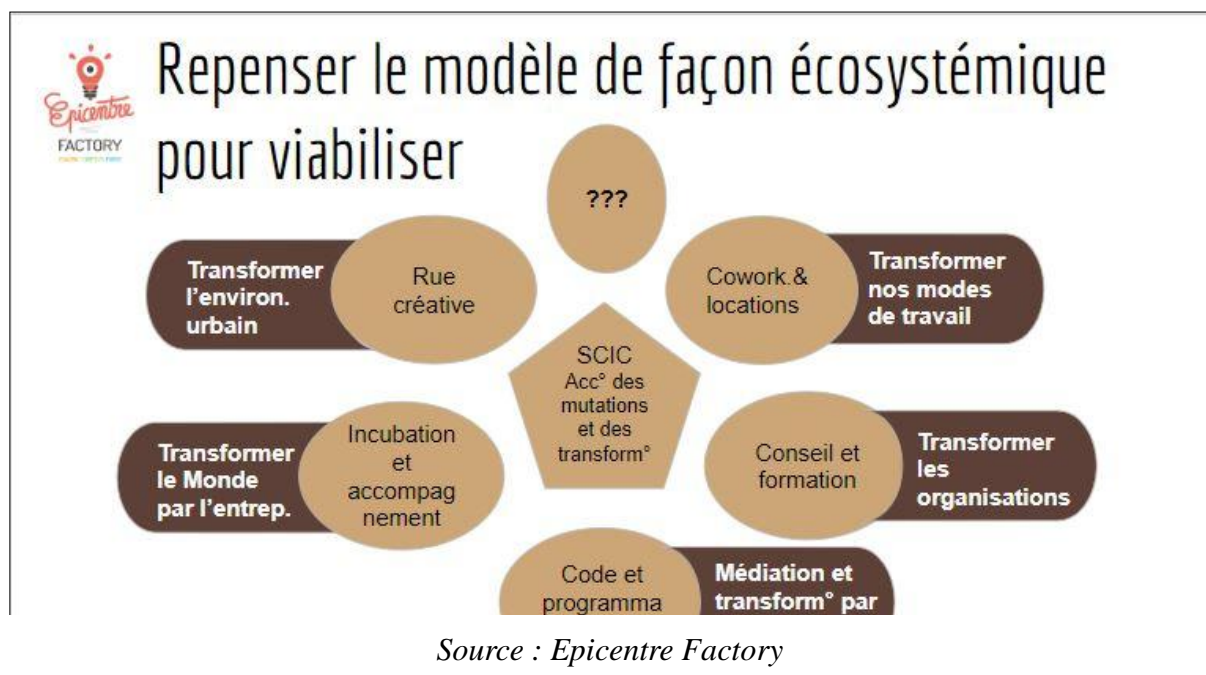 Epicentre
FACTORY
Repenser le modèle de façon écosystémique
pour viabiliser
???
Transformer
l'environ.
urbain
Rue
créative
Cowork.&
locations
Transformer
nos modes
de travail
SCIC
Acc° des
mutations
et des
transform°
Transformer
le Monde
par l'entrep.
Incubation
et
accompag
nement
Conseil et
formation
Transformer
les
organisations
Code et
programma
Médiation et
transform° par
Source : Epicentre Factory